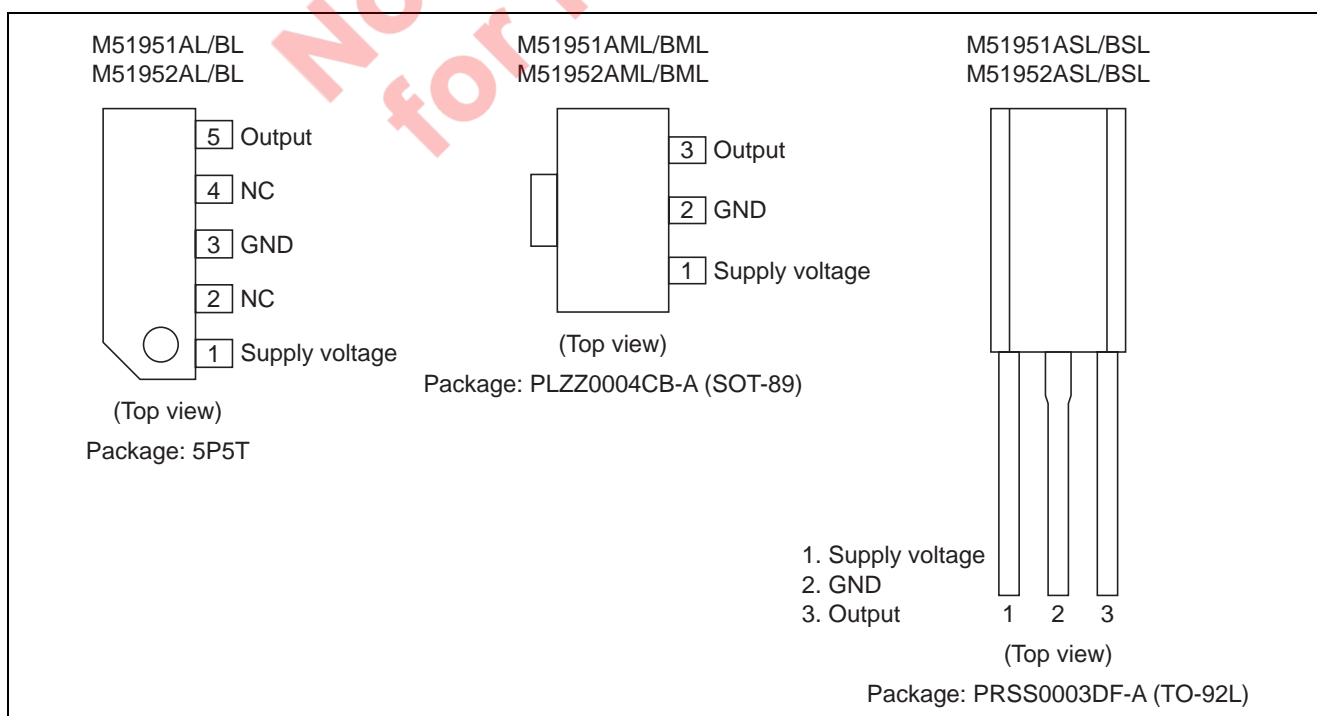 No
for
M51951AL/BL
M51952AL/BL
5 Output
4 NC
3 GND
2 NC
1 Supply voltage
(Top view)
Package: 5P5T
M51951AML/BML
M51952AML/BML
3 Output
2 GND
1 Supply voltage
(Top view)
Package: PLZZ0004CB-A (SOT-89)
M51951ASL/BSL
M51952ASL/BSL
1. Supply voltage
2. GND
3. Output
1 2 3
(Top view)
Package: PRSS0003DF-A (TO-92L)